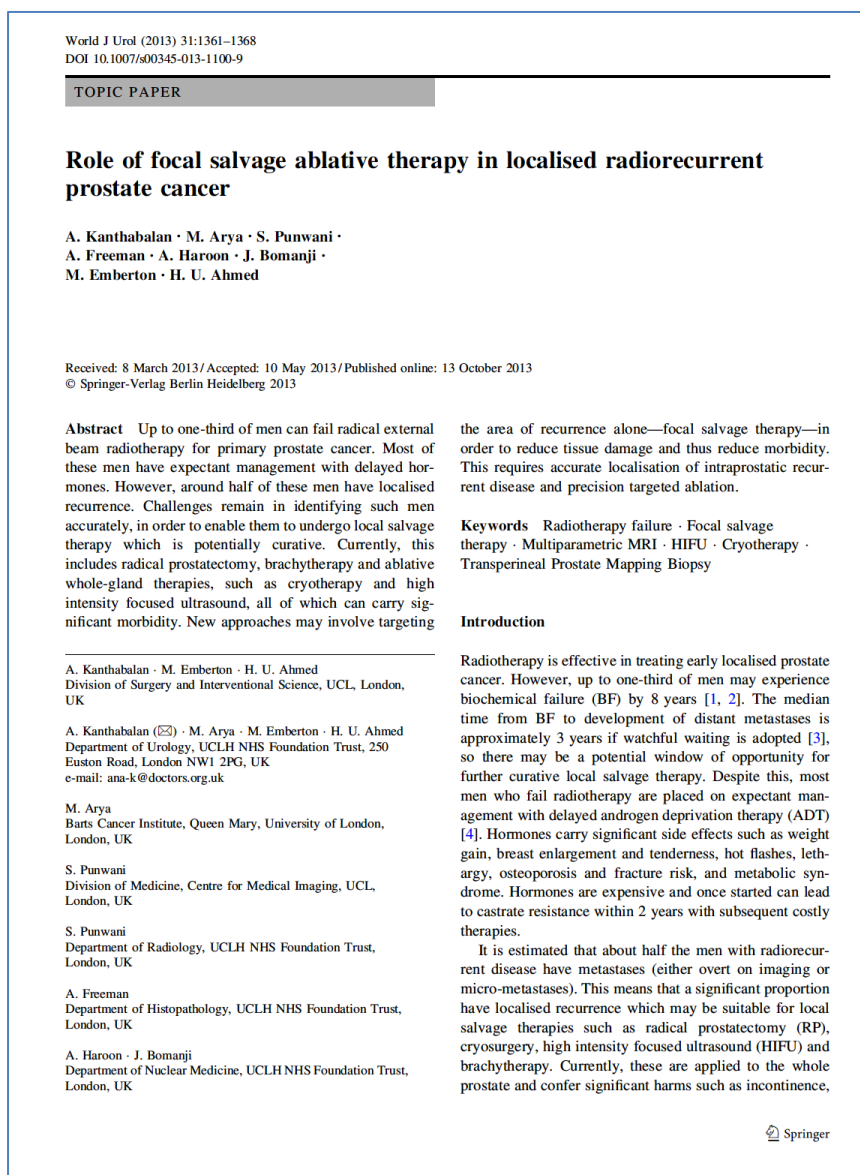 World J Urol (2013) 31:1361–1368
DOI 10.1007/s00345-013-1100-9
TOPIC PAPER
Role of focal salvage ablative therapy in localised radiorecurrent
prostate cancer
A. Kanthabalan · M. Arya · S. Punwani ·
A. Freeman · A. Haroon · J. Bomanji ·
M. Emberton · H. U. Ahmed
Received: 8 March 2013 / Accepted: 10 May 2013 / Published online: 13 October 2013
© Springer-Verlag Berlin Heidelberg 2013
Abstract Up to one-third of men can fail radical external
beam radiotherapy for primary prostate cancer. Most of
these men have expectant management with delayed hor-
mones. However, around half of these men have localised
recurrence. Challenges remain in identifying such men
accurately, in order to enable them to undergo local salvage
therapy which is potentially curative. Currently, this
includes radical prostatectomy, brachytherapy and ablative
whole-gland therapies, such as cryotherapy and high
intensity focused ultrasound, all of which can carry sig-
nificant morbidity. New approaches may involve targeting
the area of recurrence alone—focal salvage therapy—in
order to reduce tissue damage and thus reduce morbidity.
This requires accurate localisation of intraprostatic recur-
rent disease and precision targeted ablation.
Keywords Radiotherapy failure · Focal salvage
therapy · Multiparametric MRI · HIFU · Cryotherapy ·
Transperineal Prostate Mapping Biopsy
A. Kanthabalan · M. Emberton · H. U. Ahmed
Division of Surgery and Interventional Science, UCL, London,
UK
A. Kanthabalan (✉) · M. Arya · M. Emberton · H. U. Ahmed
Department of Urology, UCLH NHS Foundation Trust, 250
Euston Road, London NW1 2PG, UK
e-mail: ana-k@doctors.org.uk
M. Arya
Barts Cancer Institute, Queen Mary, University of London,
London, UK
S. Punwani
Division of Medicine, Centre for Medical Imaging, UCL,
London, UK
S. Punwani
Department of Radiology, UCLH NHS Foundation Trust,
London, UK
A. Freeman
Department of Histopathology, UCLH NHS Foundation Trust,
London, UK
A. Haroon · J. Bomanji
Department of Nuclear Medicine, UCLH NHS Foundation Trust,
London, UK
Introduction
Radiotherapy is effective in treating early localised prostate
cancer. However, up to one-third of men may experience
biochemical failure (BF) by 8 years [1, 2]. The median
time from BF to development of distant metastases is
approximately 3 years if watchful waiting is adopted [3],
so there may be a potential window of opportunity for
further curative local salvage therapy. Despite this, most
men who fail radiotherapy are placed on expectant man-
agement with delayed androgen deprivation therapy (ADT)
[4]. Hormones carry significant side effects such as weight
gain, breast enlargement and tenderness, hot flashes, leth-
argy, osteoporosis and fracture risk, and metabolic syn-
drome. Hormones are expensive and once started can lead
to castrate resistance within 2 years with subsequent costly
therapies.
It is estimated that about half the men with radiorecur-
rent disease have metastases (either overt on imaging or
micro-metastases). This means that a significant proportion
have localised recurrence which may be suitable for local
salvage therapies such as radical prostatectomy (RP),
cryosurgery, high intensity focused ultrasound (HIFU) and
brachytherapy. Currently, these are applied to the whole
prostate and confer significant harms such as incontinence,
Springer